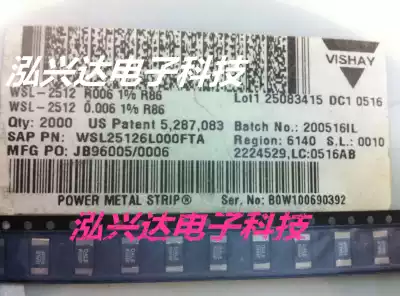 VISHAY
泓兴达电子科技
WSL-2512 R006 1% R86
Lot1 25083415 DC1 0516
WSL-2512 0.006 1% R86
Qty: 2000 US Patent 5,287,083 Batch No: 200516IL
SAP PN: WSL25126L000FTA Region: 6140 S.L.: 0010
MFG PO: JB96005/0006 2224529,LC:0516AB
POWER METAL STRIP® Ser, No: B0W100690392
泓兴达电子科技